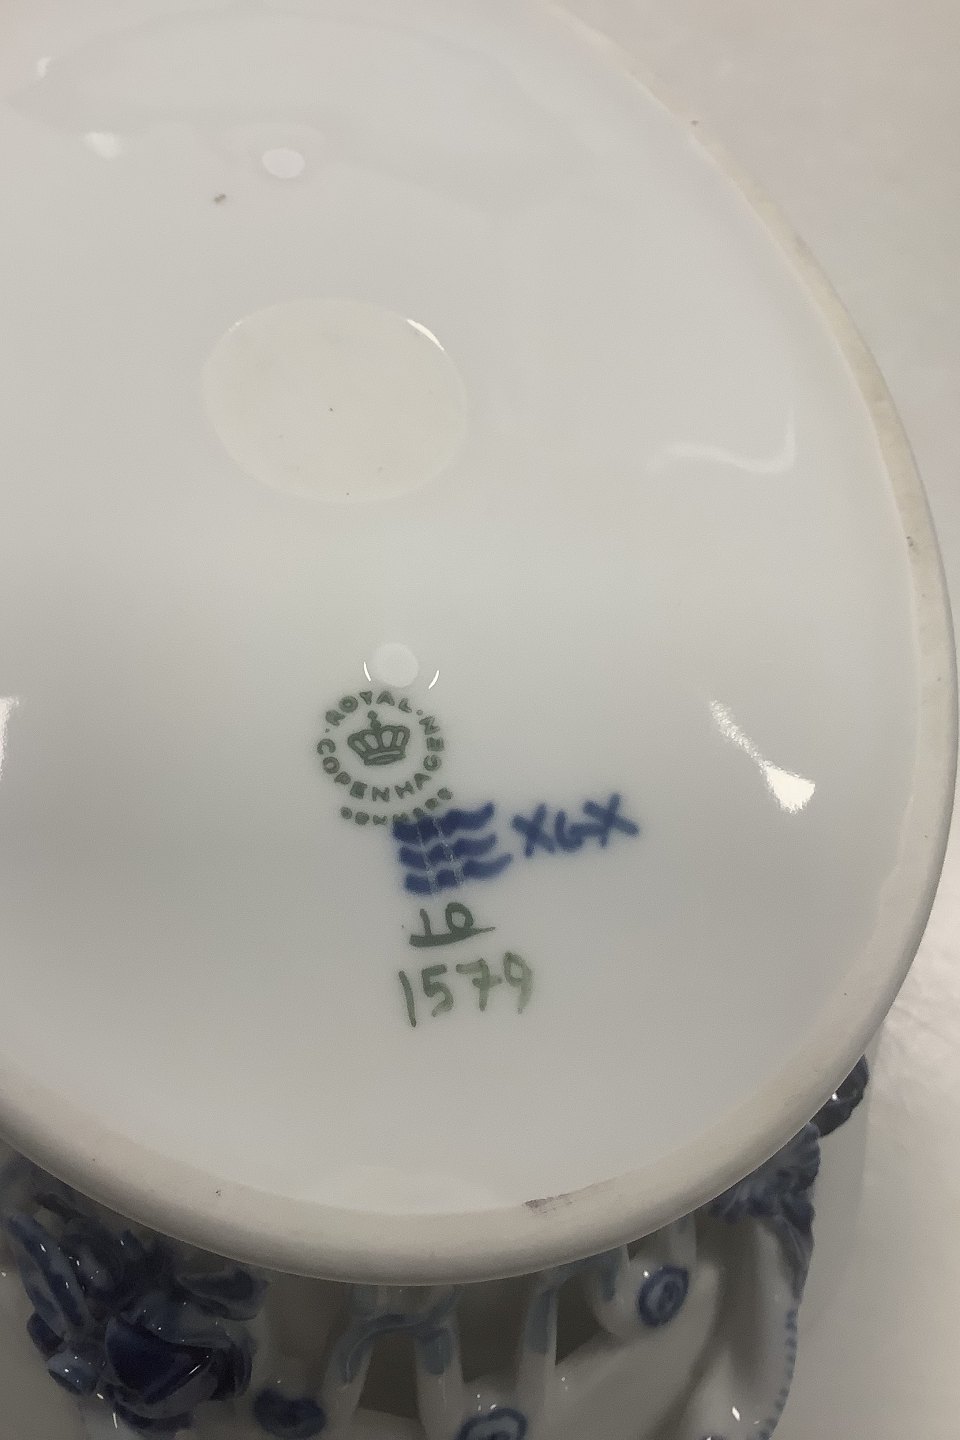 ROYAL
COPENHAGEN
DENMARK
XGX
10
1579